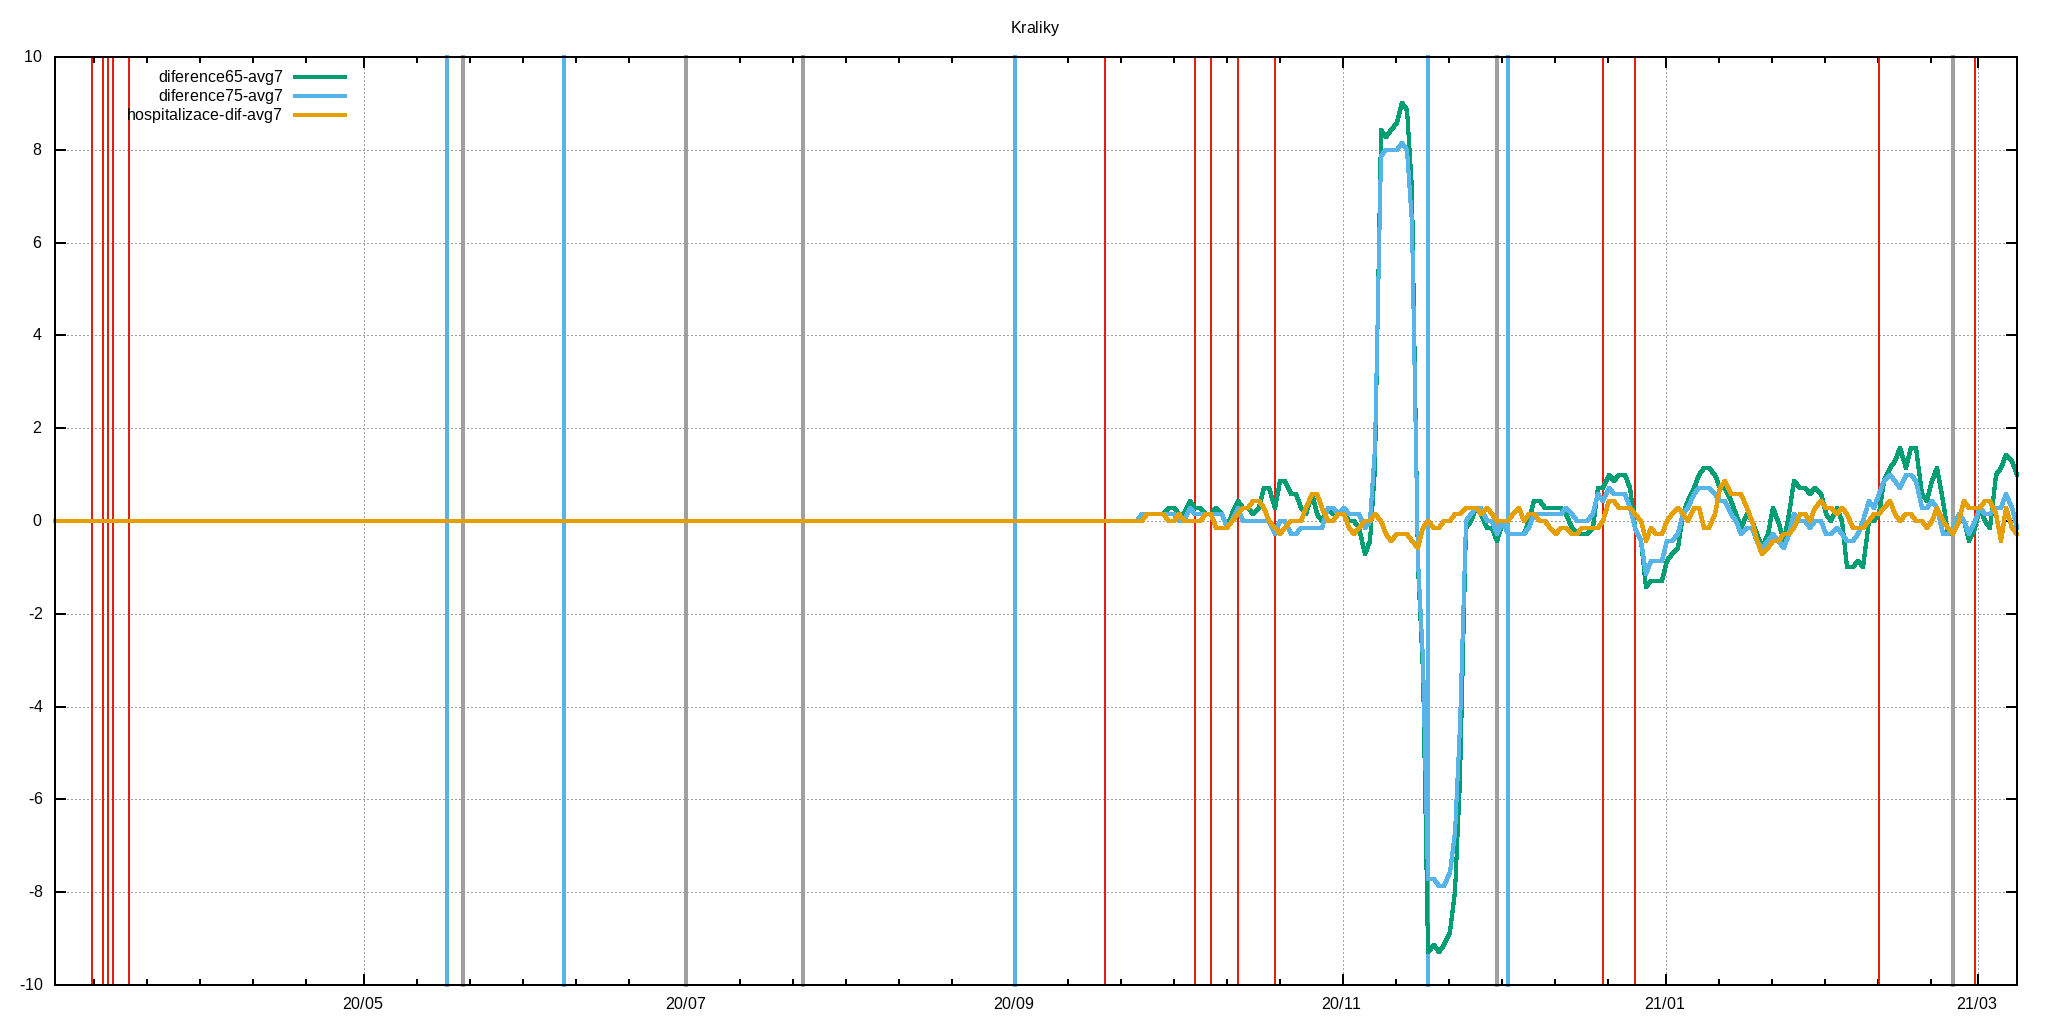 Kraliky
10
diference65-avg7
diference75-avg7
hospitalizace-dif-avg7
8
6
4
2
0
-2
-4
-6
-8
-10
20/05 20/07 20/09 20/11 21/01 21/03